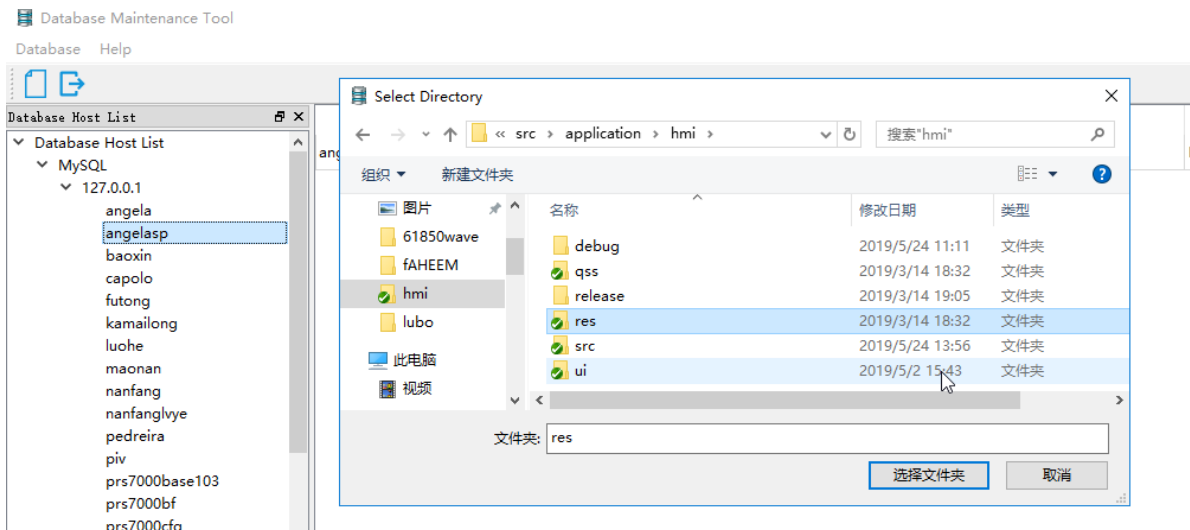 Database Maintenance Tool
Database Help
Database Host List
Database Host List
MySQL
127.0.0.1
angela
angelasp
baoxin
capolo
futong
kamailong
luohe
maonan
nanfang
nanfanglvye
pedreira
piv
prs7000base103
prs7000bf
prs7000cfg
Select Directory
« src › application › hmi ›
搜索"hmi"
组织 新建文件夹
图片
61850wave
fAHEEM
hmi
lubo
此电脑
视频
名称 修改日期 类型
debug 2019/5/24 11:11 文件夹
qss 2019/3/14 18:32 文件夹
release 2019/3/14 19:05 文件夹
res 2019/3/14 18:32 文件夹
src 2019/5/24 13:56 文件夹
ui 2019/5/2 15:43 文件夹
文件夹: res
选择文件夹 取消